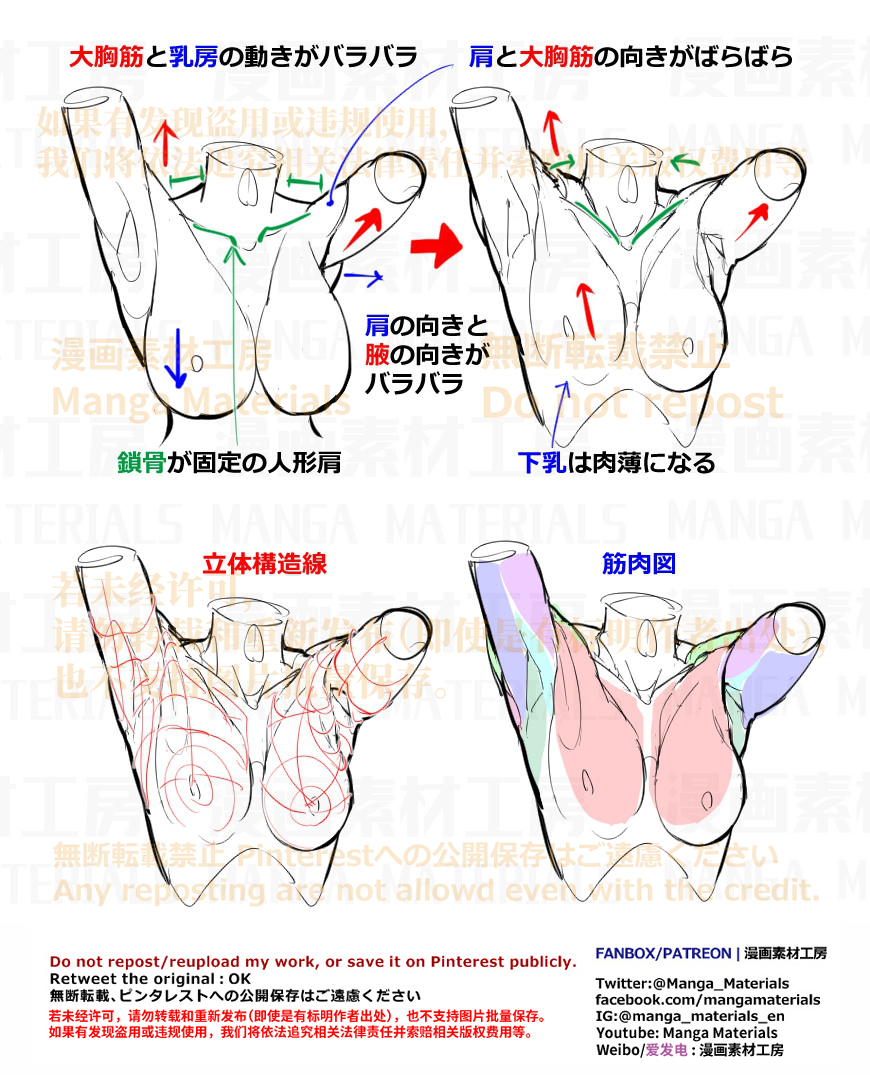 大胸筋と乳房の動きがバラバラ
肩と大胸筋の向きがばらばら
如果有发现盗用或违规使用,
我们将依法追究相关法律责任并索赔相关版权费用等
肩の向きと
腋の向きが
バラバラ
漫画素材工房
Manga Materials
無断転載禁止
Do not repost
鎖骨が固定の人形肩
下乳は肉薄になる
MANGA MATERIALS
漫画素材工房
立体構造線
筋肉図
若未经许可,
请勿转载和重新发布(即使是有标明作者出处),
也不支持图片批量保存。
無断転載禁止 Pinterestへの公開保存はご遠慮ください
Any reposting are not allowd even with the credit.
Do not repost/reupload my work, or save it on Pinterest publicly.
Retweet the original : OK
無断転載、ピンタレストへの公開保存はご遠慮ください
若未经许可，请勿转载和重新发布(即使是有标明作者出处)，也不支持图片批量保存。
如果有发现盗用或违规使用，我们将依法追究相关法律责任并索赔相关版权费用等。
FANBOX/PATREON | 漫画素材工房
Twitter:@Manga_Materials
facebook.com/mangamaterials
IG:@manga_materials_en
Youtube: Manga Materials
Weibo/爱发电 : 漫画素材工房